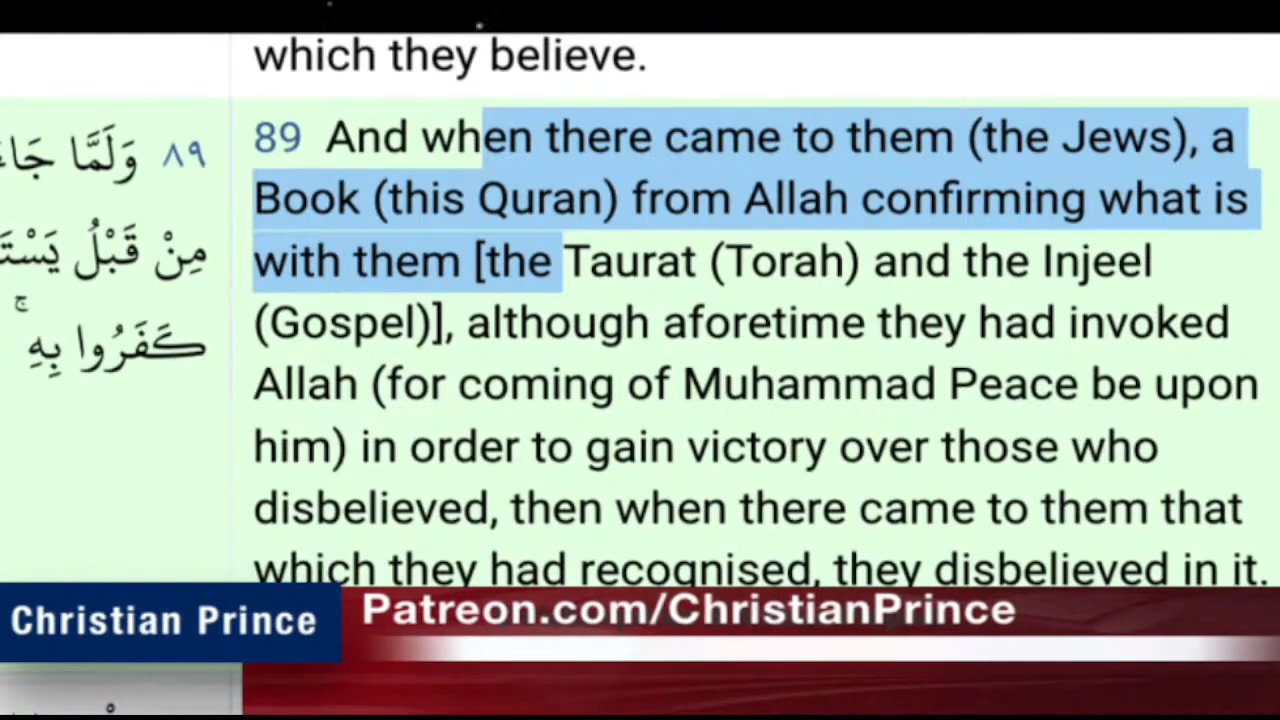 which they believe.
٨٩ وَلَمَّا
مِنْ قَبْلُ
كَفَرُوا بِهِ ۚ
89 And when there came to them (the Jews), a
Book (this Quran) from Allah confirming what is
with them [the Taurat (Torah) and the Injeel
(Gospel)], although aforetime they had invoked
Allah (for coming of Muhammad Peace be upon
him) in order to gain victory over those who
disbelieved, then when there came to them that
which they had recognised, they disbelieved in it.
Christian Prince
Patreon.com/ChristianPrince